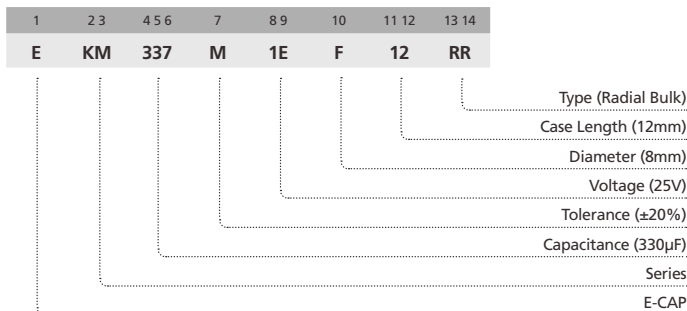 1 2 3 4 5 6 7 8 9 10 11 12 13 14
E KM 337 M 1E F 12 RR
Type (Radial Bulk)
Case Length (12mm)
Diameter (8mm)
Voltage (25V)
Tolerance (±20%)
Capacitance (330µF)
Series
E-CAP